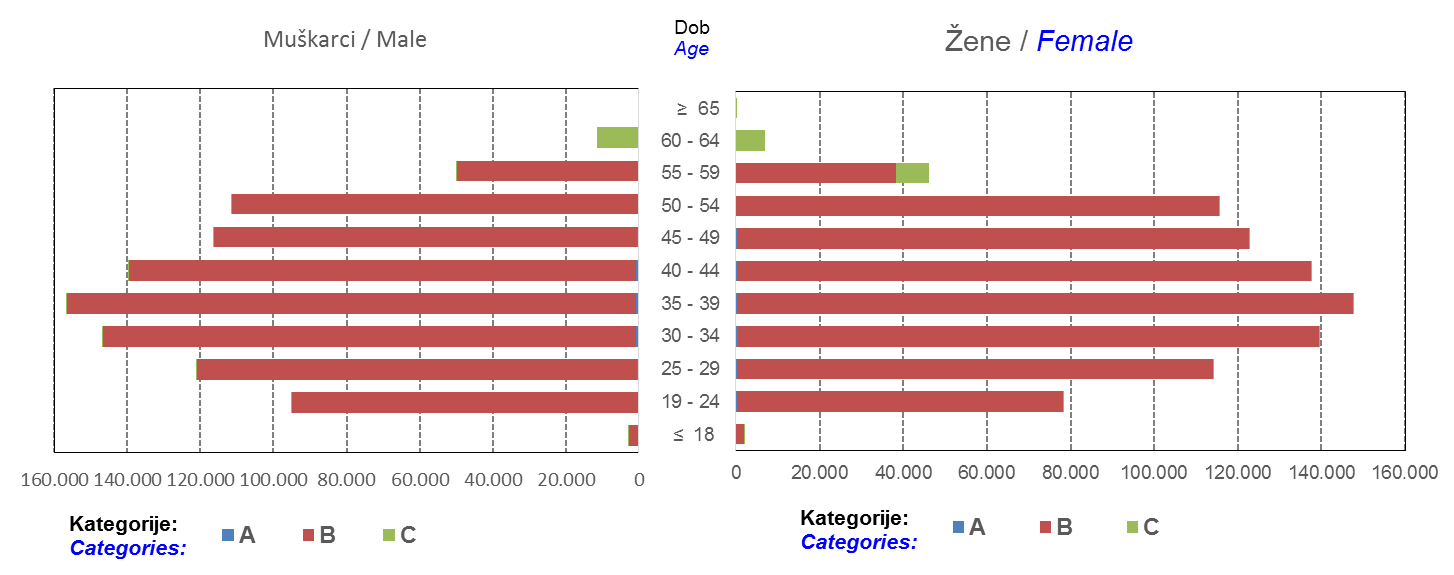 Muškarci / Male
Dob
Age
Žene / Female
≥ 65
60 - 64
55 - 59
50 - 54
45 - 49
40 - 44
35 - 39
30 - 34
25 - 29
19 - 24
≤ 18
160.000 140.000 120.000 100.000 80.000 60.000 40.000 20.000 0
0 20.000 40.000 60.000 80.000 100.000 120.000 140.000 160.000
Kategorije:
Categories:
A B C
Kategorije:
Categories:
A B C